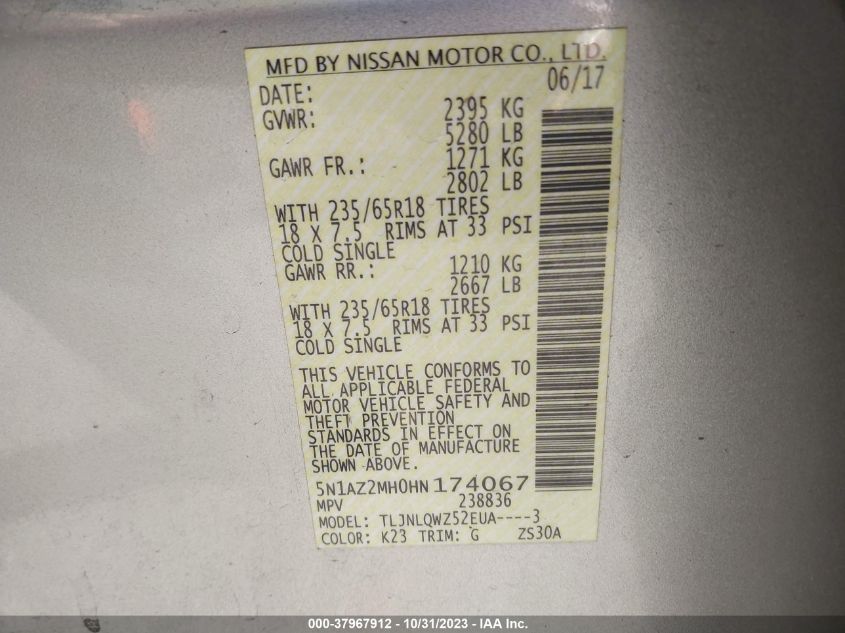 MFD BY NISSAN MOTOR CO., LTD.
DATE: 06/17
GVWR: 2395 KG
5280 LB
GAWR FR.: 1271 KG
2802 LB
WITH 235/65R18 TIRES
18 X 7.5 RIMS AT 33 PSI
COLD SINGLE
GAWR RR.: 1210 KG
2667 LB
WITH 235/65R18 TIRES
18 X 7.5 RIMS AT 33 PSI
COLD SINGLE
THIS VEHICLE CONFORMS TO
ALL APPLICABLE FEDERAL
MOTOR VEHICLE SAFETY AND
THEFT PREVENTION
STANDARDS IN EFFECT ON
THE DATE OF MANUFACTURE
SHOWN ABOVE.
5N1AZ2MH0HN174067
MPV 238836
MODEL: TLJNLQWZ52EUA----3
COLOR: K23 TRIM: G ZS30A
000-37967912 - 10/31/2023 - IAA Inc.